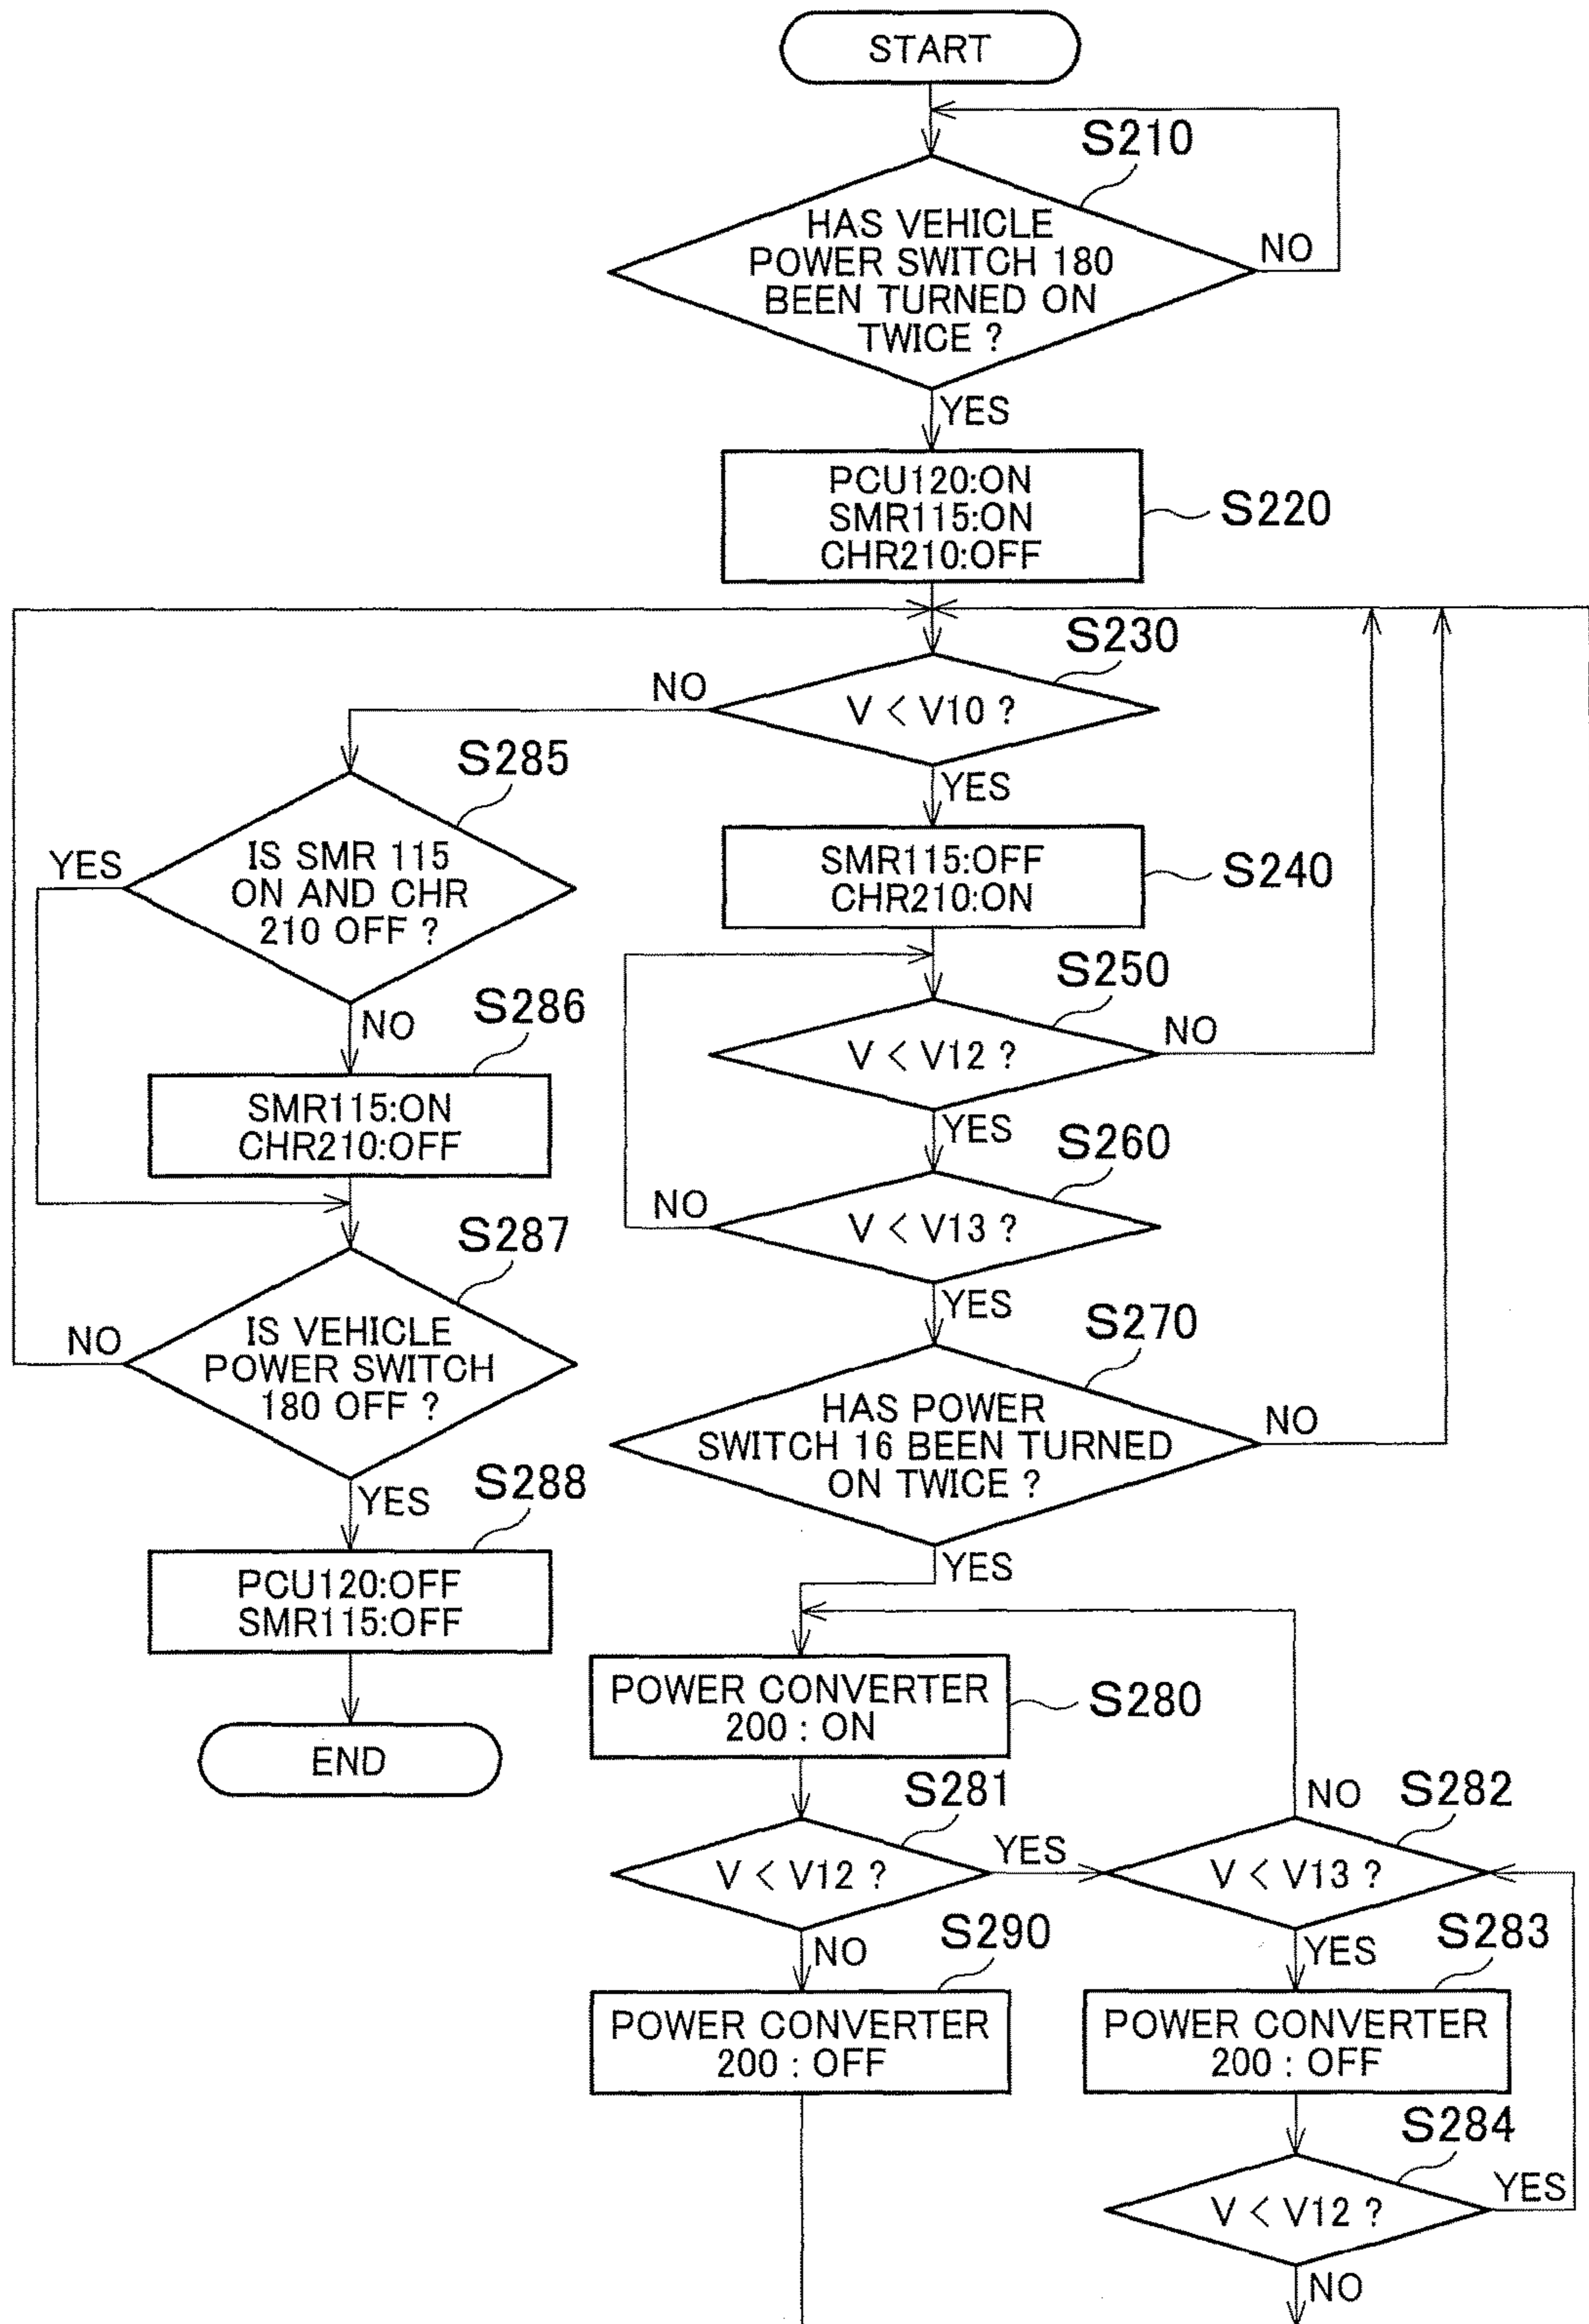 START
S210
HAS VEHICLE
POWER SWITCH 180
BEEN TURNED ON
TWICE ?
NO
YES
PCU120:ON
SMR115:ON
CHR210:OFF
S220
S230
V < V10 ?
NO
YES
S285
IS SMR 115
ON AND CHR
210 OFF ?
YES
NO
SMR115:OFF
CHR210:ON
S240
S250
V < V12 ?
NO
YES
S286
SMR115:ON
CHR210:OFF
S260
V < V13 ?
NO
YES
S287
IS VEHICLE
POWER SWITCH
180 OFF ?
NO
YES
S270
HAS POWER
SWITCH 16 BEEN TURNED
ON TWICE ?
NO
YES
S288
PCU120:OFF
SMR115:OFF
END
POWER CONVERTER
200 : ON
S280
S281
V < V12 ?
YES
NO
S282
V < V13 ?
NO
YES
S290
POWER CONVERTER
200 : OFF
S283
POWER CONVERTER
200 : OFF
S284
V < V12 ?
YES
NO